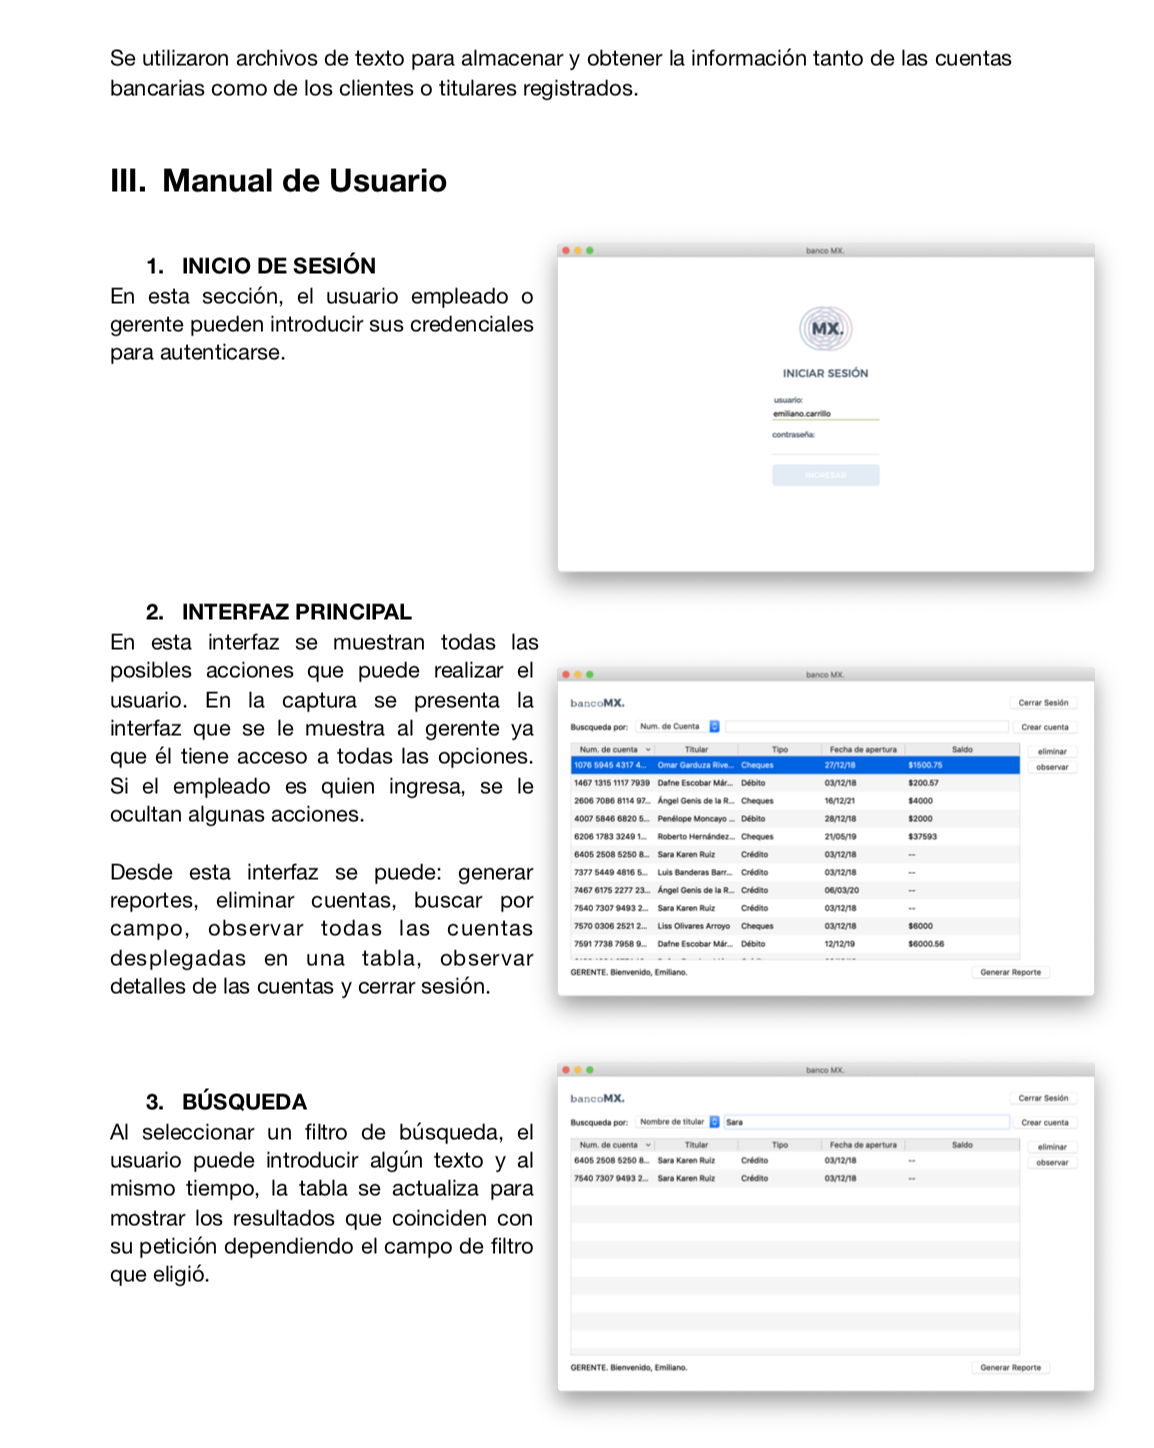 Se utilizaron archivos de texto para almacenar y obtener la información tanto de las cuentas
bancarias como de los clientes o titulares registrados.
III. Manual de Usuario
1. INICIO DE SESIÓN
En esta sección, el usuario empleado o
gerente pueden introducir sus credenciales
para autenticarse.
banco MX.
MX.
INICIAR SESIÓN
usuario:
emiliano.carrillo
contraseña:
INGRESAR
2. INTERFAZ PRINCIPAL
En esta interfaz se muestran todas las
posibles acciones que puede realizar el
usuario. En la captura se presenta la
interfaz que se le muestra al gerente ya
que él tiene acceso a todas las opciones.
Si el empleado es quien ingresa, se le
ocultan algunas acciones.
Desde esta interfaz se puede: generar
reportes, eliminar cuentas, buscar por
campo, observar todas las cuentas
desplegadas en una tabla, observar
detalles de las cuentas y cerrar sesión.
banco MX.
bancoMX. Cerrar Sesión
Buscqueda por: Num. de Cuenta Crear cuenta
Num. de cuenta Titular Tipo Fecha de apertura Saldo eliminar
1076 5945 4317 4... Omar Garduza Rive... Cheques 27/12/18 $1500.75 observar
1467 1315 1117 7939 Dafne Escobar Már... Débito 03/12/18 $200.57
2606 7086 8114 97... Ángel Genis de la R... Cheques 16/12/21 $4000
4007 5846 6820 5... Penélope Moncayo ... Débito 28/12/18 $2000
6206 1783 3249 1... Roberto Hernández... Cheques 21/05/19 $37593
6405 2508 5250 8... Sara Karen Ruiz Crédito 03/12/18 --
7377 5449 4816 5... Luis Banderas Barr... Crédito 03/12/18 --
7467 6175 2277 23... Ángel Genis de la R... Crédito 06/03/20 --
7540 7307 9493 2... Sara Karen Ruiz Crédito 03/12/18 --
7570 0306 2521 2... Liss Olivares Arroyo Cheques 03/12/18 $6000
7591 7738 7958 9... Dafne Escobar Már... Débito 12/12/19 $6000.56
GERENTE. Bienvenido, Emiliano. Generar Reporte
3. BÚSQUEDA
Al seleccionar un filtro de búsqueda, el
usuario puede introducir algún texto y al
mismo tiempo, la tabla se actualiza para
mostrar los resultados que coinciden con
su petición dependiendo el campo de filtro
que eligió.
banco MX.
bancoMX. Cerrar Sesión
Buscqueda por: Nombre de titular Sara Crear cuenta
Num. de cuenta Titular Tipo Fecha de apertura Saldo eliminar
6405 2508 5250 8... Sara Karen Ruiz Crédito 03/12/18 -- observar
7540 7307 9493 2... Sara Karen Ruiz Crédito 03/12/18 --
GERENTE. Bienvenido, Emiliano. Generar Reporte